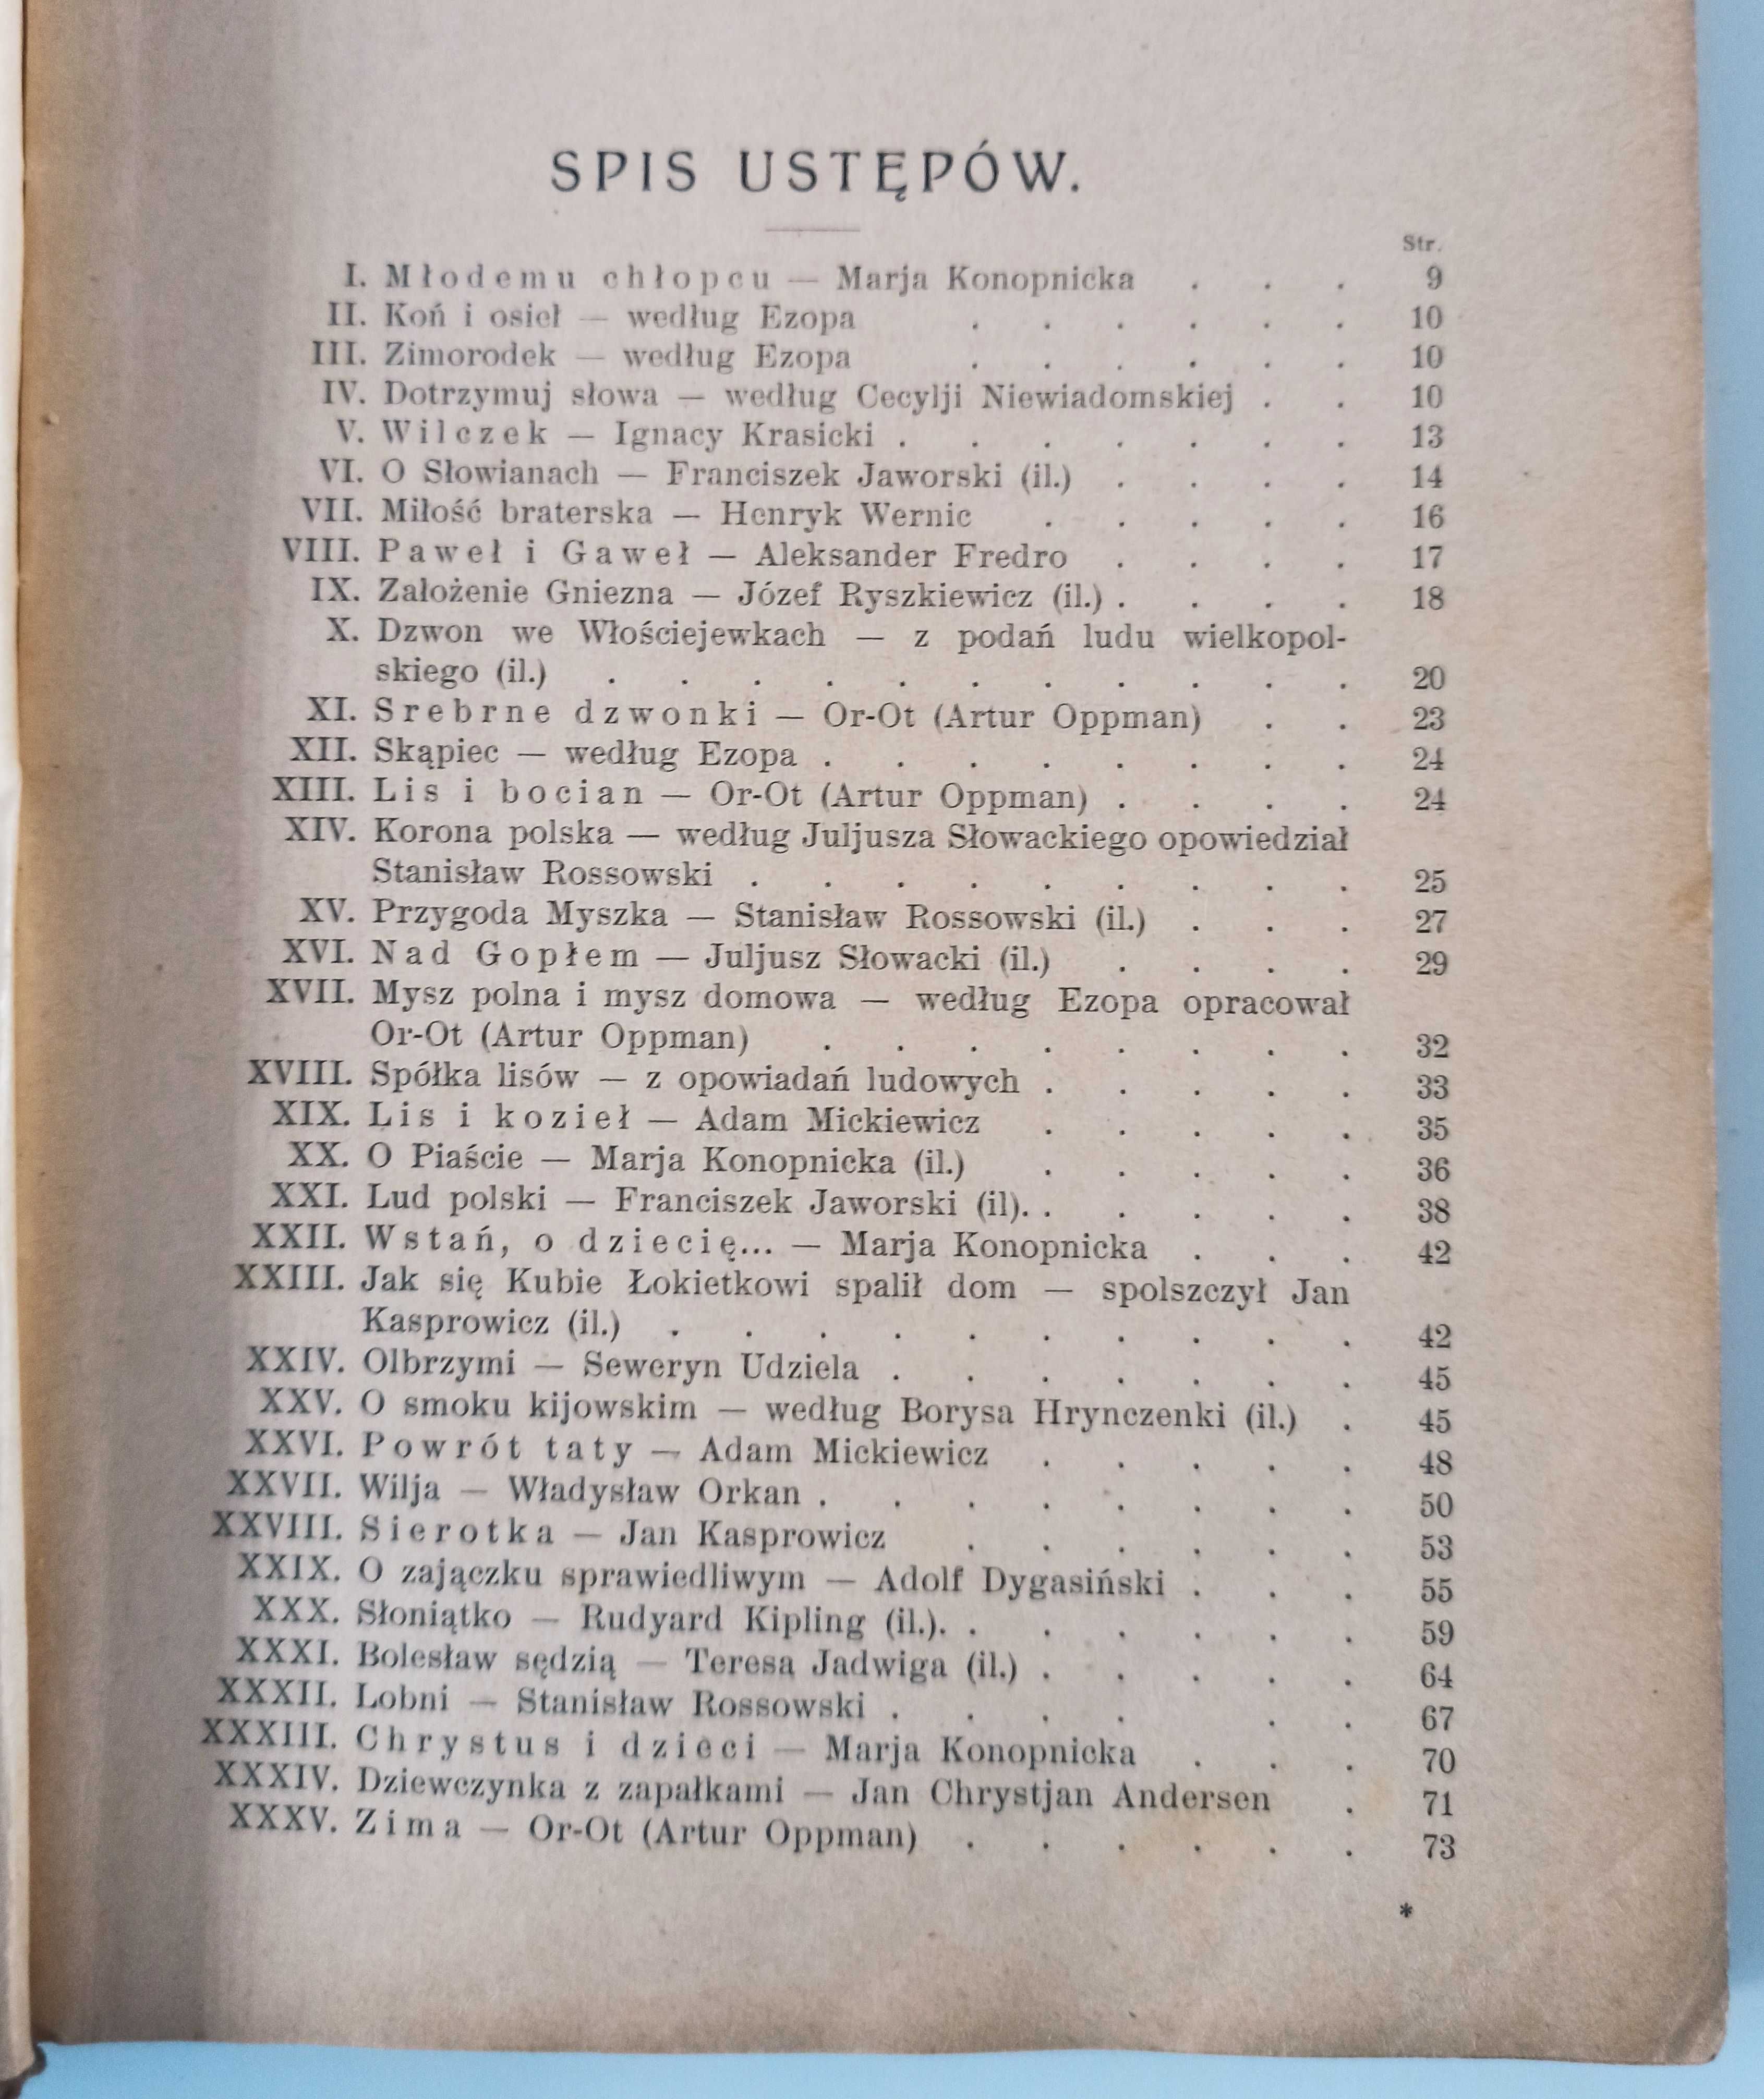 SPIS USTĘPÓW.
Str.
I. Młodemu chłopcu — Marja Konopnicka . . . 9
II. Koń i osieł — według Ezopa . . . . . . 10
III. Zimorodek — według Ezopa . . . . . . 10
IV. Dotrzymuj słowa — według Cecylji Niewiadomskiej . . 10
V. Wilczek — Ignacy Krasicki . . . . . . . 13
VI. O Słowianach — Franciszek Jaworski (il.) . . . . 14
VII. Miłość braterska — Henryk Wernic . . . . . 16
VIII. Paweł i Gaweł — Aleksander Fredro . . . . 17
IX. Założenie Gniezna — Józef Ryszkiewicz (il.) . . . . 18
X. Dzwon we Włościejewkach — z podań ludu wielkopol-
skiego (il.) . . . . . . . . . . . 20
XI. Srebrne dzwonki — Or-Ot (Artur Oppman) . . 23
XII. Skąpiec — według Ezopa . . . . . . . . 24
XIII. Lis i bocian — Or-Ot (Artur Oppman) . . . . 24
XIV. Korona polska — według Juljusza Słowackiego opowiedział
Stanisław Rossowski . . . . . . . . . 25
XV. Przygoda Myszka — Stanisław Rossowski (il.) . . . 27
XVI. Nad Gopłem — Juljusz Słowacki (il.) . . . . 29
XVII. Mysz polna i mysz domowa — według Ezopa opracował
Or-Ot (Artur Oppman) . . . . . . . . 32
XVIII. Spółka lisów — z opowiadań ludowych . . . . . 33
XIX. Lis i kozieł — Adam Mickiewicz . . . . . 35
XX. O Piaście — Marja Konopnicka (il.) . . . . . 36
XXI. Lud polski — Franciszek Jaworski (il). . . . . . 38
XXII. Wstań, o dziecię... — Marja Konopnicka . . . 42
XXIII. Jak się Kubie Łokietkowi spalił dom — spolszczył Jan
Kasprowicz (il.) . . . . . . . . . . 42
XXIV. Olbrzymi — Seweryn Udziela . . . . . . . 45
XXV. O smoku kijowskim — według Borysa Hrynczenki (il.) . 45
XXVI. Powrót taty — Adam Mickiewicz . . . . . 48
XXVII. Wilja — Władysław Orkan . . . . . . . . 50
XXVIII. Sierotka — Jan Kasprowicz . . . . . . 53
XXIX. O zajączku sprawiedliwym — Adolf Dygasiński . . . 55
XXX. Słoniątko — Rudyard Kipling (il.). . . . . . . 59
XXXI. Bolesław sędzią — Teresa Jadwiga (il.) . . . . . 64
XXXII. Lobni — Stanisław Rossowski . . . . . . 67
XXXIII. Chrystus i dzieci — Marja Konopnicka . . . 70
XXXIV. Dziewczynka z zapałkami — Jan Chrystjan Andersen . 71
XXXV. Zima — Or-Ot (Artur Oppman) . . . . . . 73
*